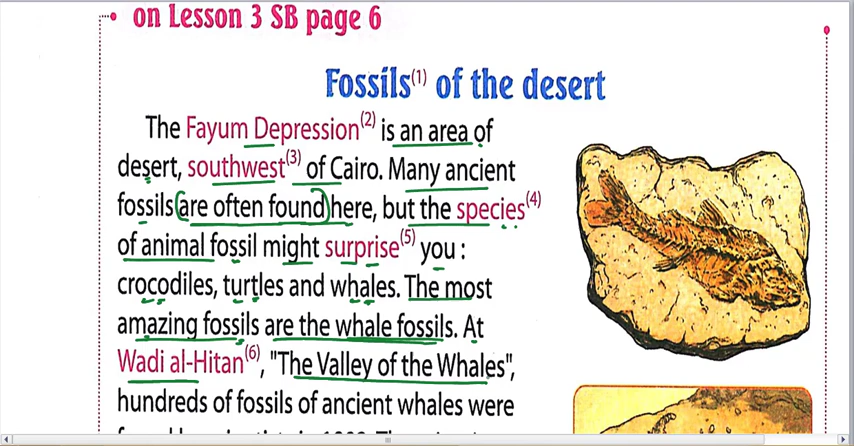 on Lesson 3 SB page 6
Fossils(1) of the desert
The Fayum Depression(2) is an area of
desert, southwest(3) of Cairo. Many ancient
fossils are often found here, but the species(4)
of animal fossil might surprise(5) you :
crocodiles, turtles and whales. The most
amazing fossils are the whale fossils. At
Wadi al-Hitan(6), "The Valley of the Whales",
hundreds of fossils of ancient whales were